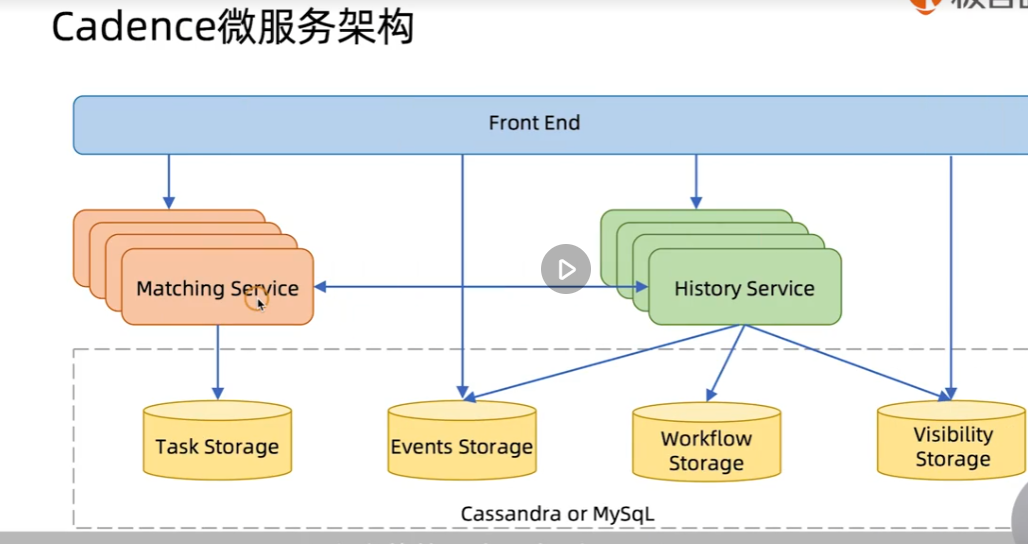 Cadence微服务架构
Front End
Matching Service
History Service
Task Storage
Events Storage
Workflow
Storage
Visibility
Storage
Cassandra or MySqL